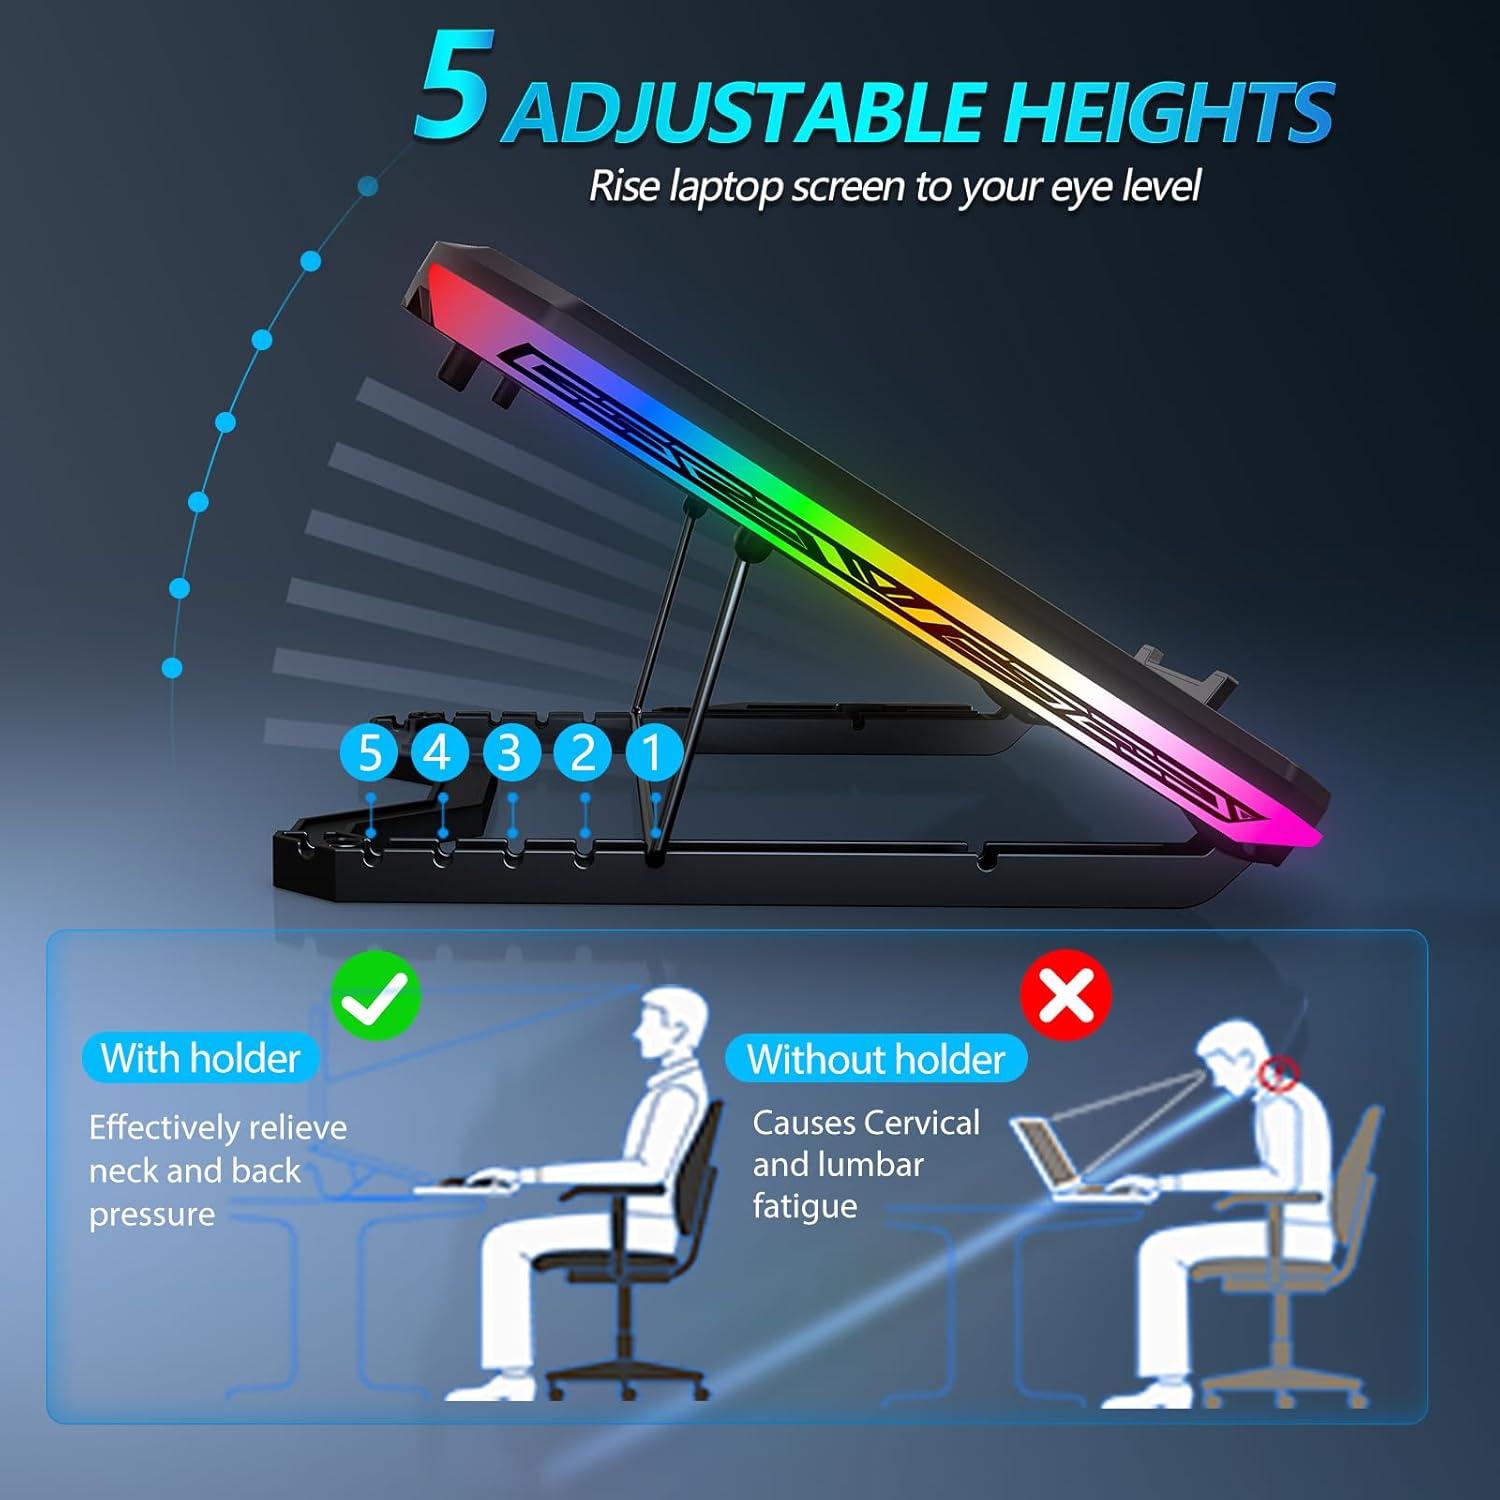 5 ADJUSTABLE HEIGHTS
Rise laptop screen to your eye level
5 4 3 2 1
With holder
Effectively relieve
neck and back
pressure
Without holder
Causes Cervical
and lumbar
fatigue